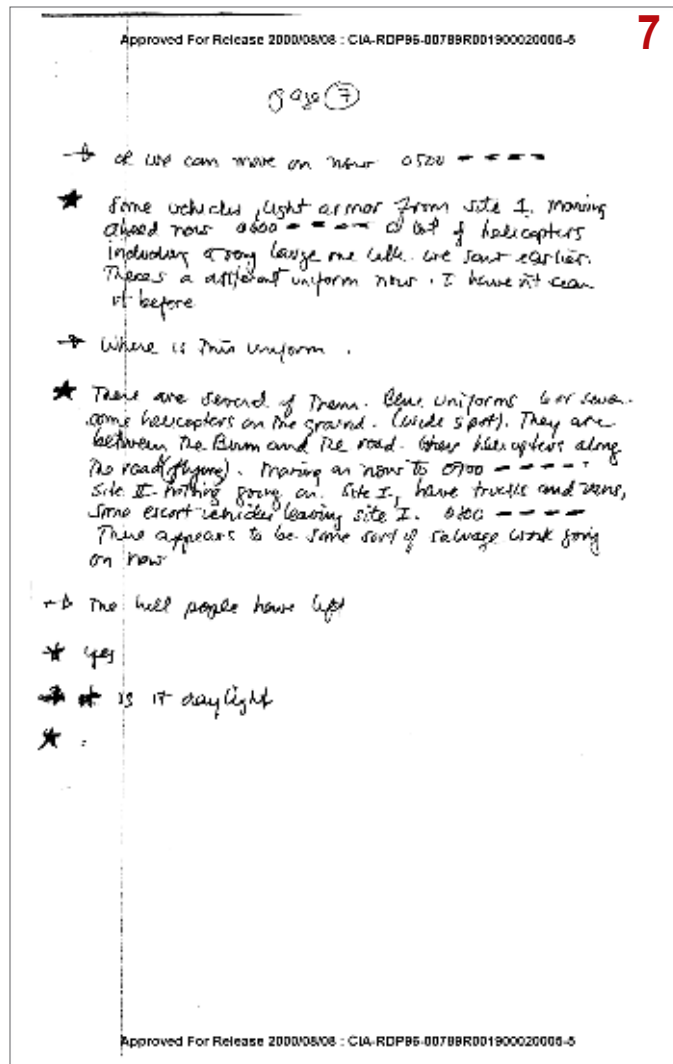 Approved For Release 2000/08/08 : CIA-RDP96-00789R001900020006-5
7
page 7
we can move on now 0500 - - - -
Some vehicles, light armor from site I. Moving
ahead now 0600 - - - - a lot of helicopters
including a very large one like we saw earlier.
Theres a different uniform now. I haven't seen
it before
Where is this uniform.
There are several of them. Blue uniforms 6 or seven.
some helicopters on the ground. (wide spot). They are
between the Berm and the road. Other helicopters along
the road (flying). Moving on now to 0700 - - - - -
Site II - nothing going on. Site I, have trucks and vans,
some escort vehicles leaving site I. 0800 - - - -
There appears to be some sort of salvage work going
on now
The hill people have left
yes
is it daylight
:
Approved For Release 2000/08/08 : CIA-RDP96-00789R001900020006-5